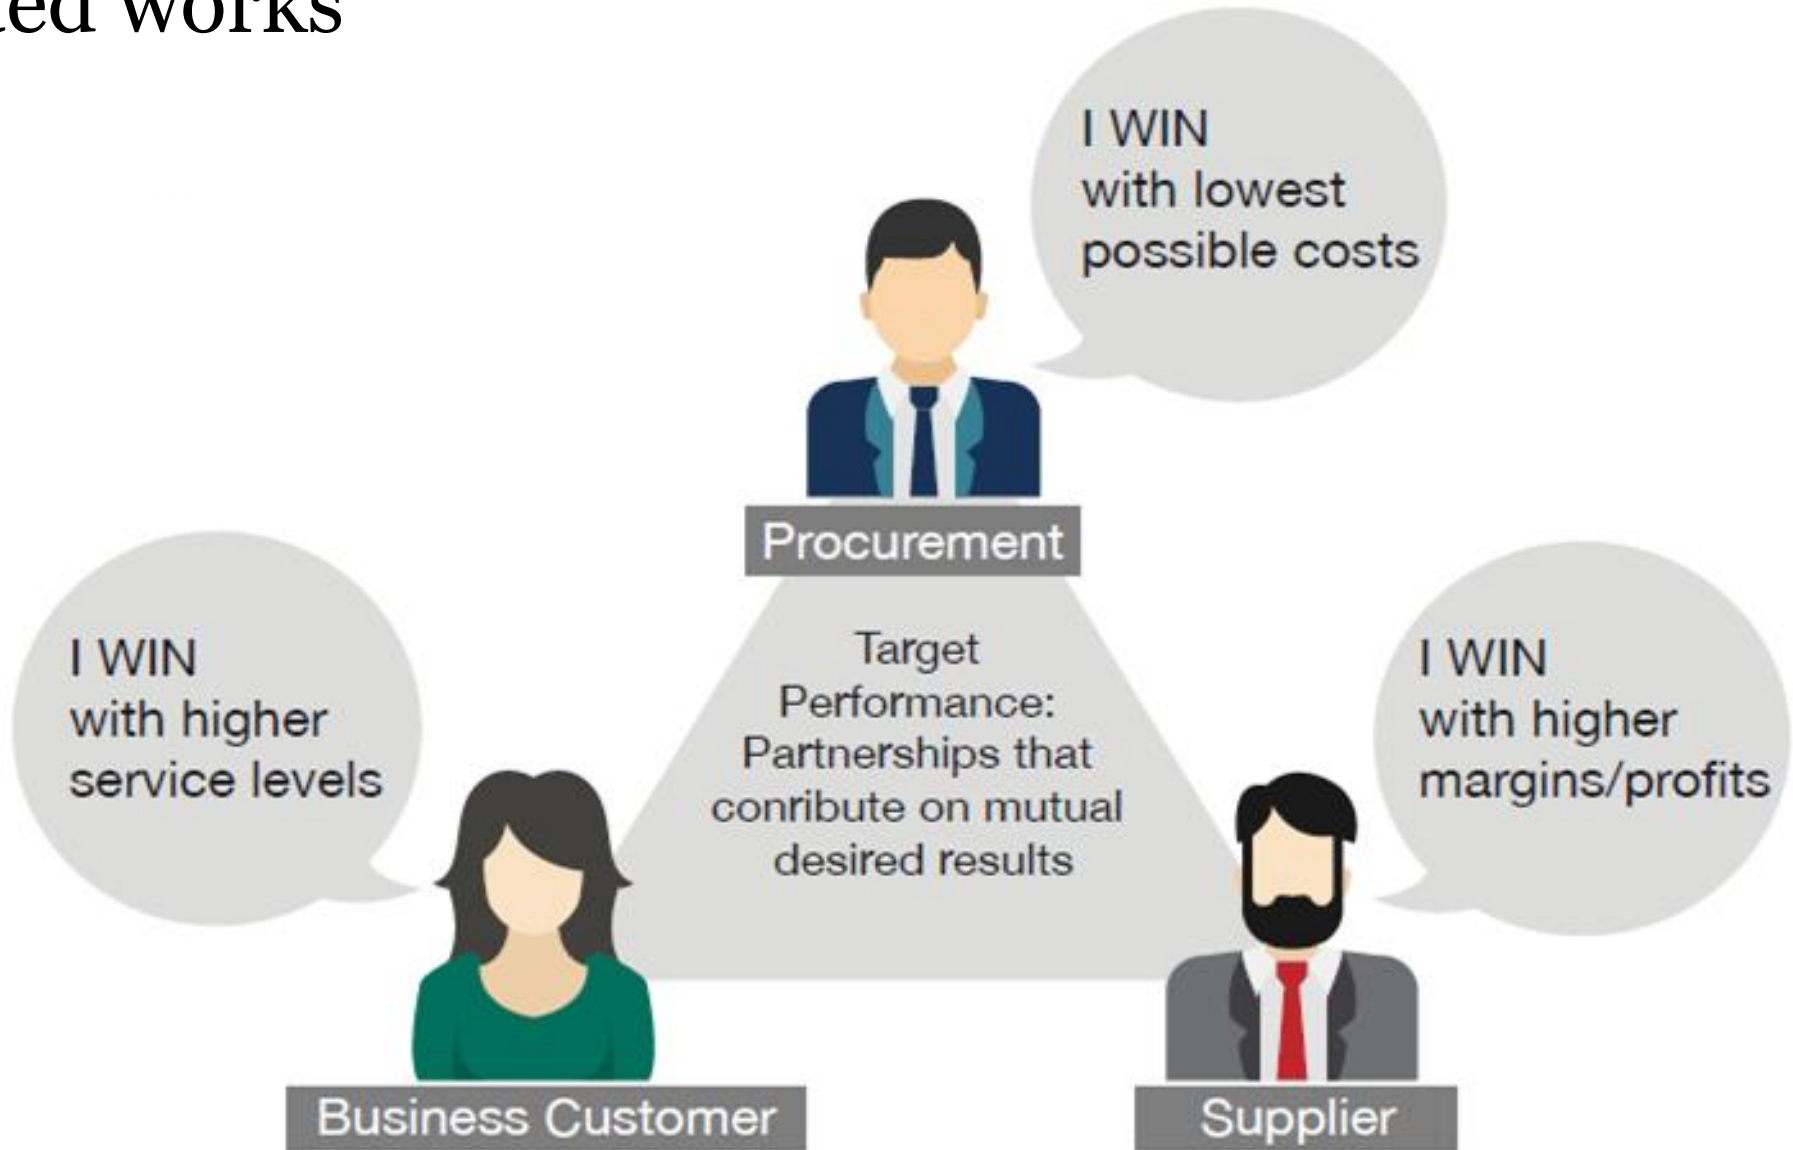 works
I WIN
with lowest
possible costs
Procurement
Target
Performance:
Partnerships that
conribute on mutual
desired results
I WIN
with higher
service levels
I WIN
with higher
margins/profits
Business Customer
Supplier